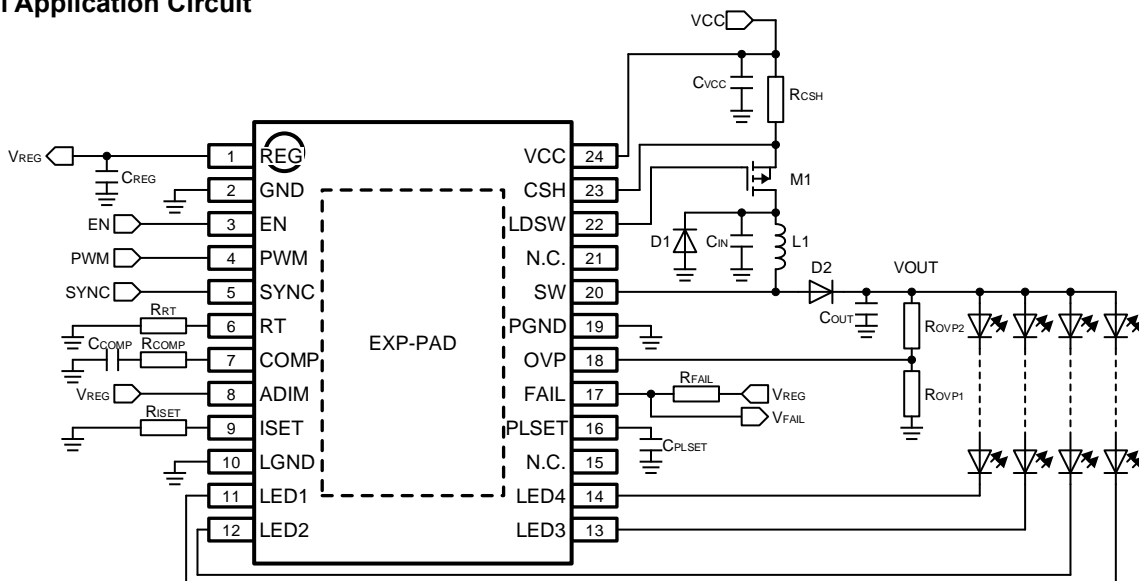 Application Circuit
VCC
CVCC
RCSH
VREG
CREG
1 REG
2 GND
EN 3 EN
PWM 4 PWM
SYNC 5 SYNC
RRT 6 RT
CCOMP RCOMP 7 COMP
VREG 8 ADIM
RISET 9 ISET
10 LGND
11 LED1
12 LED2
EXP-PAD
VCC 24
CSH 23
LDSW 22
N.C. 21
SW 20
PGND 19
OVP 18
FAIL 17
PLSET 16
N.C. 15
LED4 14
LED3 13
M1
D1
CIN
L1
D2
VOUT
COUT
ROVP2
ROVP1
RFAIL
VREG
VFAIL
CPLSET